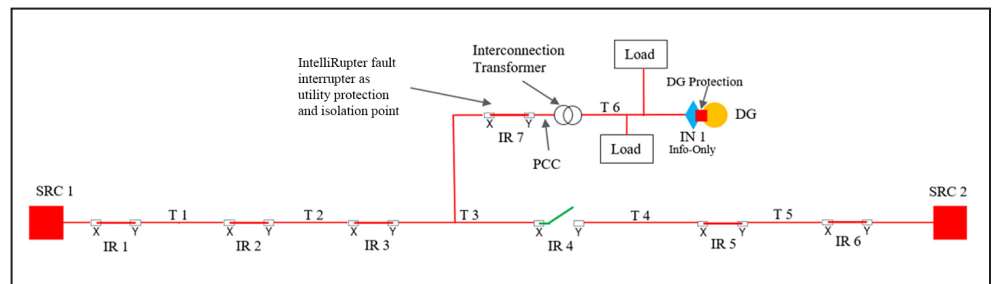 IntelliRupter fault
interrupter as
utility protection
and isolation point
Interconnection
Transformer
Load
DG Protection
T 6
DG
X
Y
IR 7
PCC
Load
IN 1
Info-Only
SRC 1
SRC 2
T 1
T 2
T 3
T 4
T 5
X
Y
X
Y
X
Y
X
Y
X
Y
X
Y
IR 1
IR 2
IR 3
IR 4
IR 5
IR 6